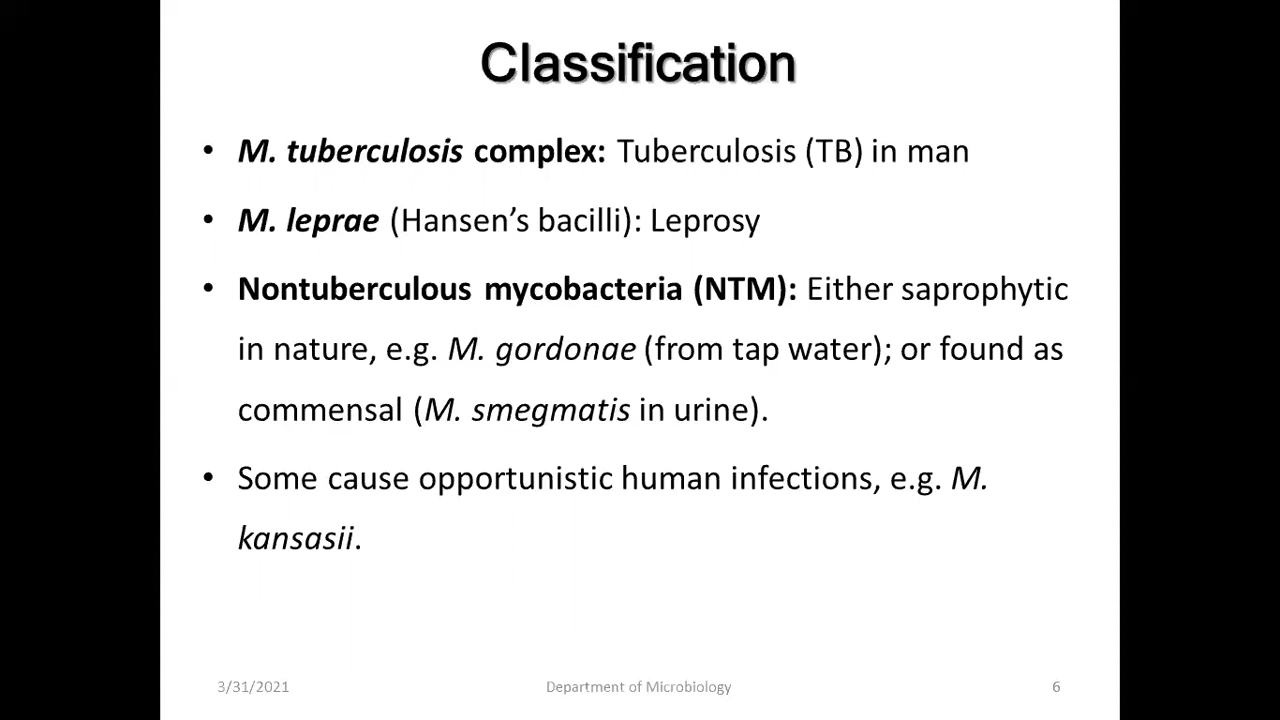 Classification
• M. tuberculosis complex: Tuberculosis (TB) in man
• M. leprae (Hansen’s bacilli): Leprosy
• Nontuberculous mycobacteria (NTM): Either saprophytic
in nature, e.g. M. gordonae (from tap water); or found as
commensal (M. smegmatis in urine).
• Some cause opportunistic human infections, e.g. M.
kansasii.
3/31/2021 Department of Microbiology 6